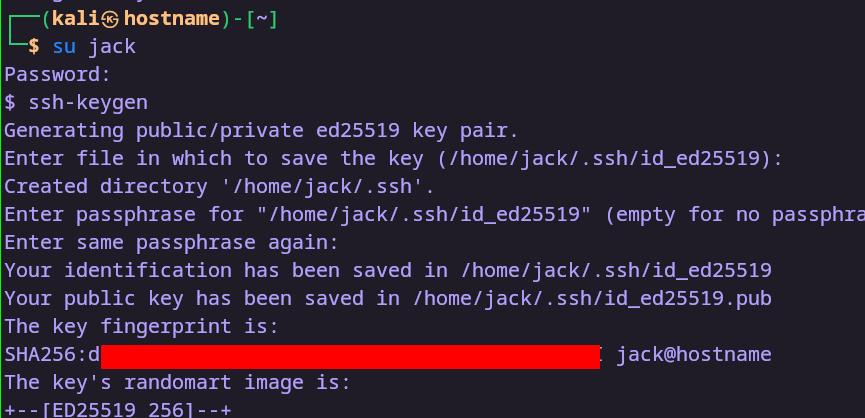 ┌──(kali㉿hostname)-[~]
└─$ su jack
Password:
$ ssh-keygen
Generating public/private ed25519 key pair.
Enter file in which to save the key (/home/jack/.ssh/id_ed25519):
Created directory '/home/jack/.ssh'.
Enter passphrase for "/home/jack/.ssh/id_ed25519" (empty for no passphra
Enter same passphrase again:
Your identification has been saved in /home/jack/.ssh/id_ed25519
Your public key has been saved in /home/jack/.ssh/id_ed25519.pub
The key fingerprint is:
SHA256:d jack@hostname
The key's randomart image is:
+--[ED25519 256]--+